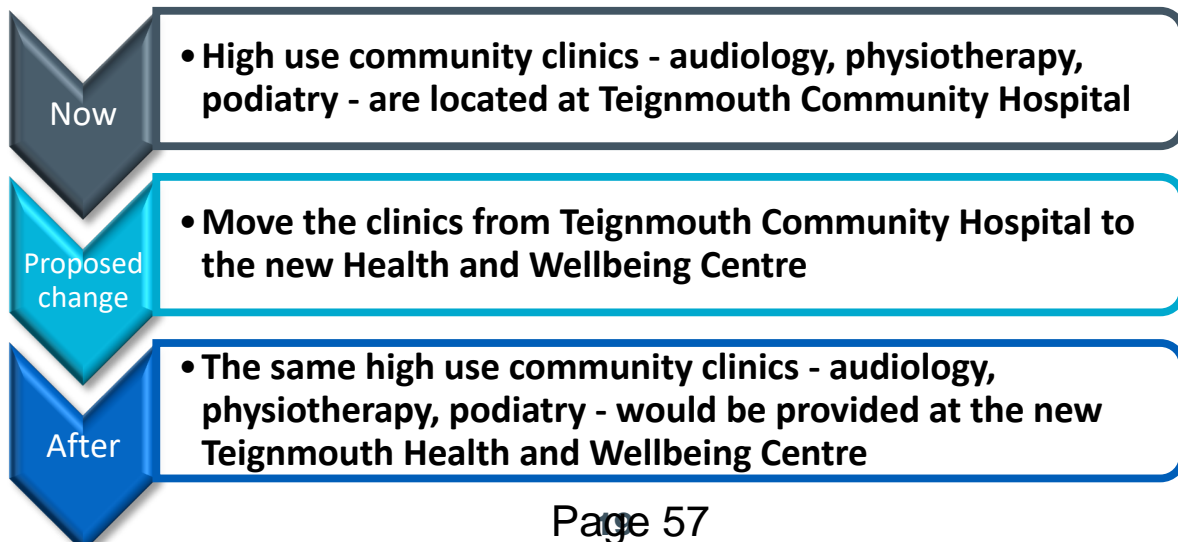 Now
• High use community clinics - audiology, physiotherapy,
podiatry - are located at Teignmouth Community Hospital
Proposed
change
• Move the clinics from Teignmouth Community Hospital to
the new Health and Wellbeing Centre
After
• The same high use community clinics - audiology,
physiotherapy, podiatry - would be provided at the new
Teignmouth Health and Wellbeing Centre
Page 57
19